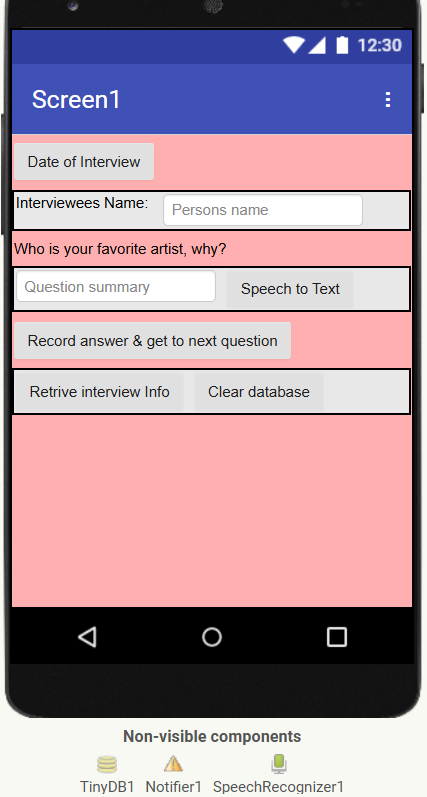 12:30
Screen1
Date of Interview
Interviewees Name: Persons name
Who is your favorite artist, why?
Question summary Speech to Text
Record answer & get to next question
Retrive interview Info Clear database
Non-visible components
TinyDB1 Notifier1 SpeechRecognizer1